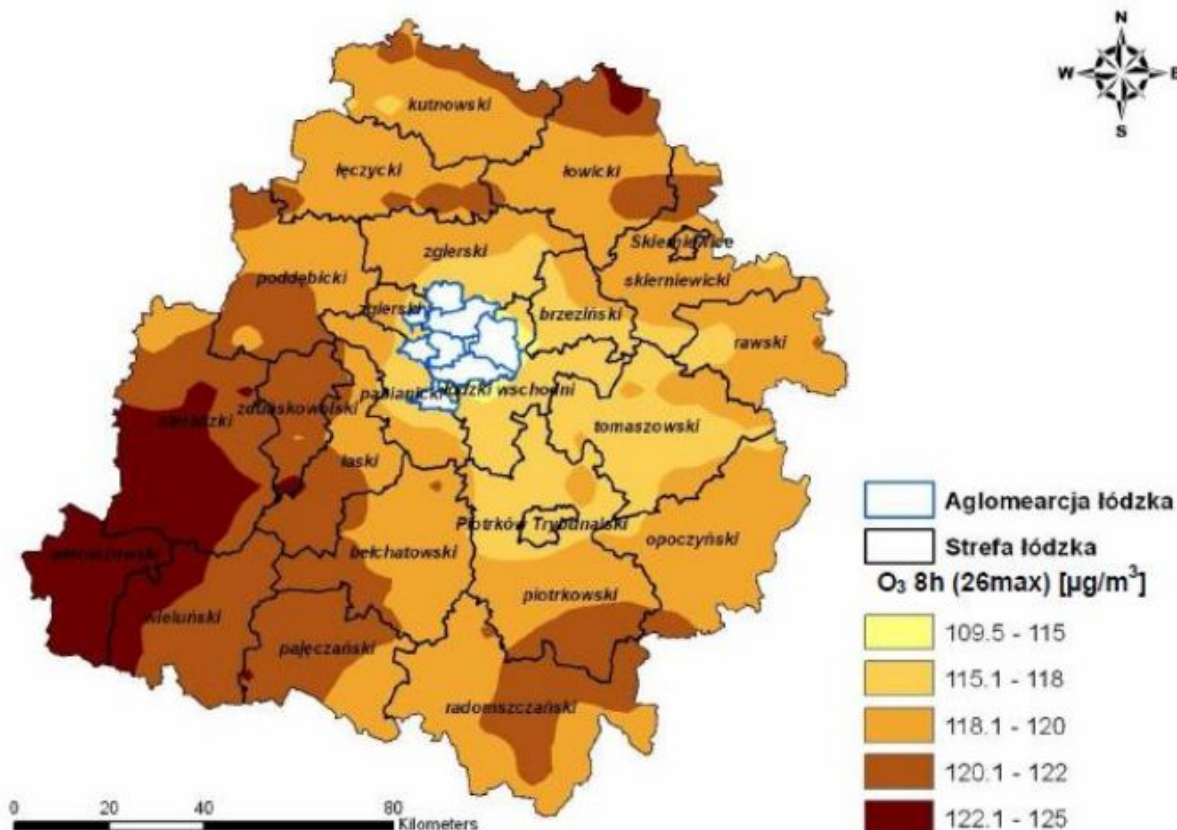 N
W E
S
kutnowski
łęczycki
łowicki
zgierski
Skierniewice
skierniewicki
poddębicki
zgierski
brzeziński
rawski
pabianicki
łódzki wschodni
zduńskowolski
sieradzki
tomaszowski
łaski
Piotrków Trybunalski
opoczyński
bełchatowski
wieruszowski
piotrkowski
wieluński
pajęczański
radomszczański
Aglomearcja łódzka
Strefa łódzka
O₃ 8h (26max) [µg/m³]
109.5 - 115
115.1 - 118
118.1 - 120
120.1 - 122
122.1 - 125
0 20 40 80
Kilometers